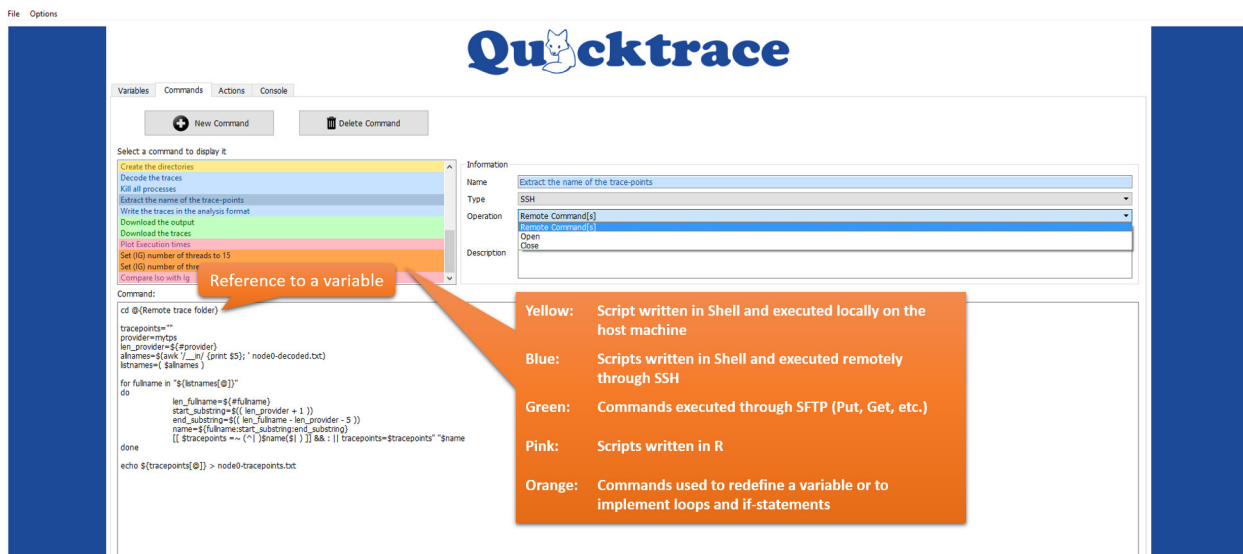 File Options
Quicktrace
Variables Commands Actions Console
New Command Delete Command
Select a command to display it
Create the directories
Decode the traces
Kill all processes
Extract the name of the trace-points
Write the traces in the analysis format
Download the output
Download the traces
Plot Execution times
Set (IG) number of threads to 15
Set (IG) number of
Compare Iso with Ig
Information
Name Extract the name of the trace-points
Type SSH
Operation Remote Command[s]
Remote Command[s]
Open
Close
Description
Reference to a variable
Command:
cd @{Remote trace folder}
tracepoints=""
provider=mytps
len_provider=${#provider}
allnames=$(awk '/__in/ {print $5}; ' node0-decoded.txt)
listnames=( $allnames )
for fullname in "${listnames[@]}"
do
len_fullname=${#fullname}
start_substring=$(( len_provider + 1 ))
end_substring=$(( len_fullname - len_provider - 5 ))
name=${fullname:start_substring:end_substring}
[[ $tracepoints =~ (^| )$name($| ) ]] && : || tracepoints=$tracepoints" "$name
done
echo ${tracepoints[@]} > node0-tracepoints.txt
Yellow: Script written in Shell and executed locally on the
host machine
Blue: Scripts written in Shell and executed remotely
through SSH
Green: Commands executed through SFTP (Put, Get, etc.)
Pink: Scripts written in R
Orange: Commands used to redefine a variable or to
implement loops and if-statements